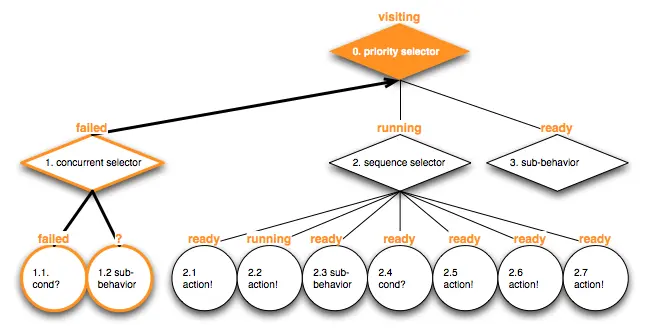 visiting
0. priority selector
failed
running
ready
1. concurrent selector
2. sequence selector
3. sub-behavior
failed
?
ready
running
ready
ready
ready
ready
ready
1.1.
cond?
1.2 sub-
behavior
2.1
action!
2.2
action!
2.3 sub-
behavior
2.4
cond?
2.5
action!
2.6
action!
2.7
action!